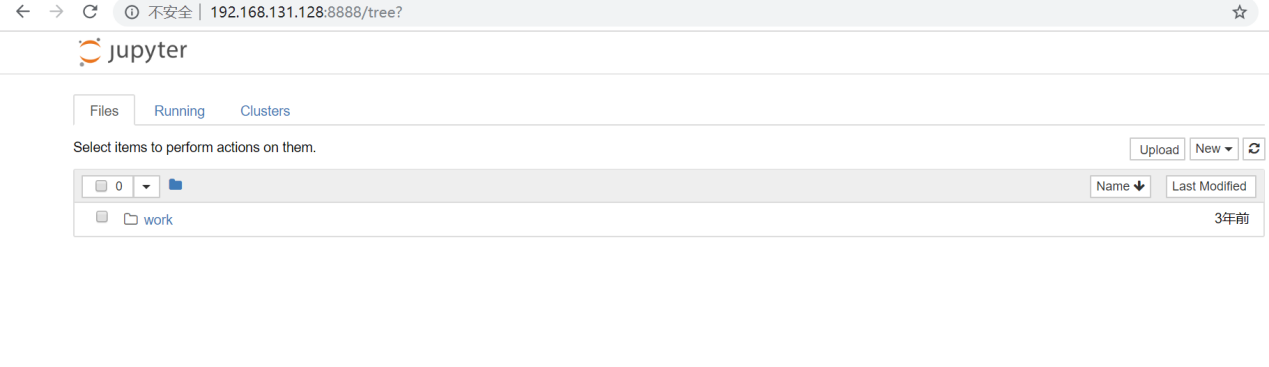 不安全 | 192.168.131.128:8888/tree?
jupyter
Files Running Clusters
Select items to perform actions on them.
Upload New
0 Name Last Modified
work 3年前